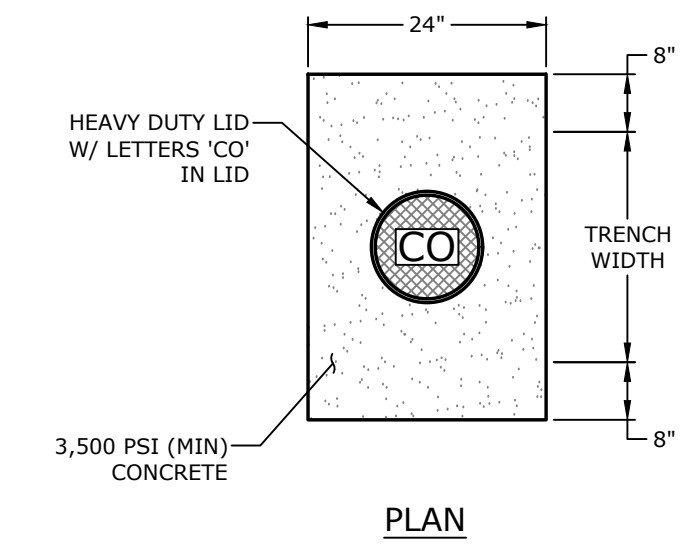 24"
8"
HEAVY DUTY LID
W/ LETTERS 'CO'
IN LID
CO
TRENCH
WIDTH
3,500 PSI (MIN)
CONCRETE
8"
PLAN